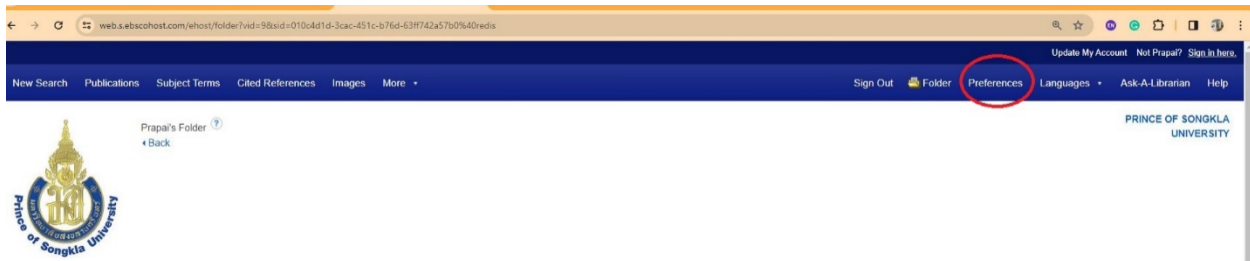 web.s.ebscohost.com/ehost/folder?vid=9&sid=010c4d1d-3cac-451c-b76d-63ff742a57b0%40redis
Update My Account Not Prapai? Sign in here.
New Search Publications Subject Terms Cited References Images More Sign Out Folder Preferences Languages Ask-A-Librarian Help
Prapai's Folder ?
Back
PRINCE OF SONGKLA
UNIVERSITY
Prince of Songkla University